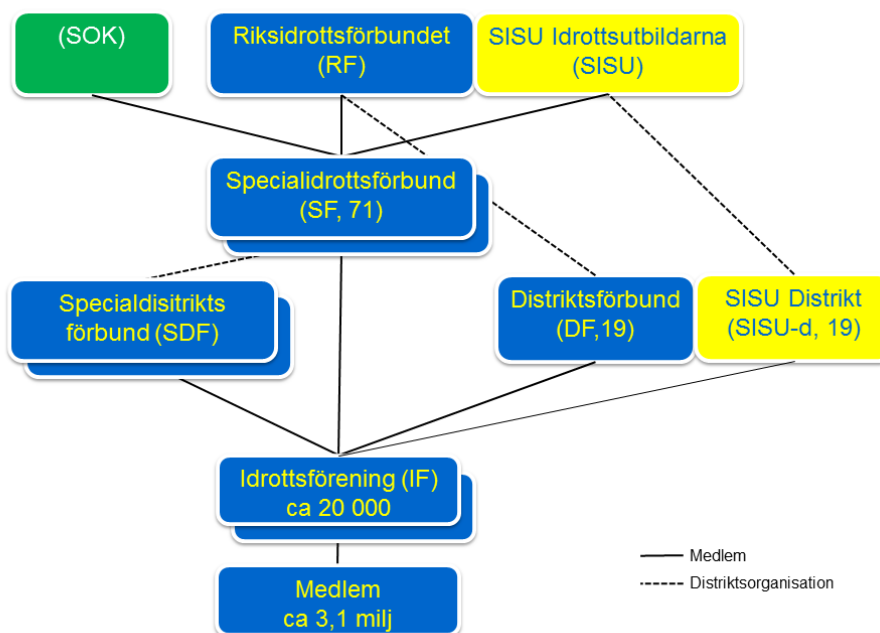 (SOK)
Riksidrottsförbundet
(RF)
SISU Idrottsutbildarna
(SISU)
Specialidrottsförbund
(SF, 71)
Specialdisitrikts
förbund (SDF)
Distriktsförbund
(DF,19)
SISU Distrikt
(SISU-d, 19)
Idrottsförening (IF)
ca 20 000
Medlem
ca 3,1 milj
Medlem
Distriktsorganisation